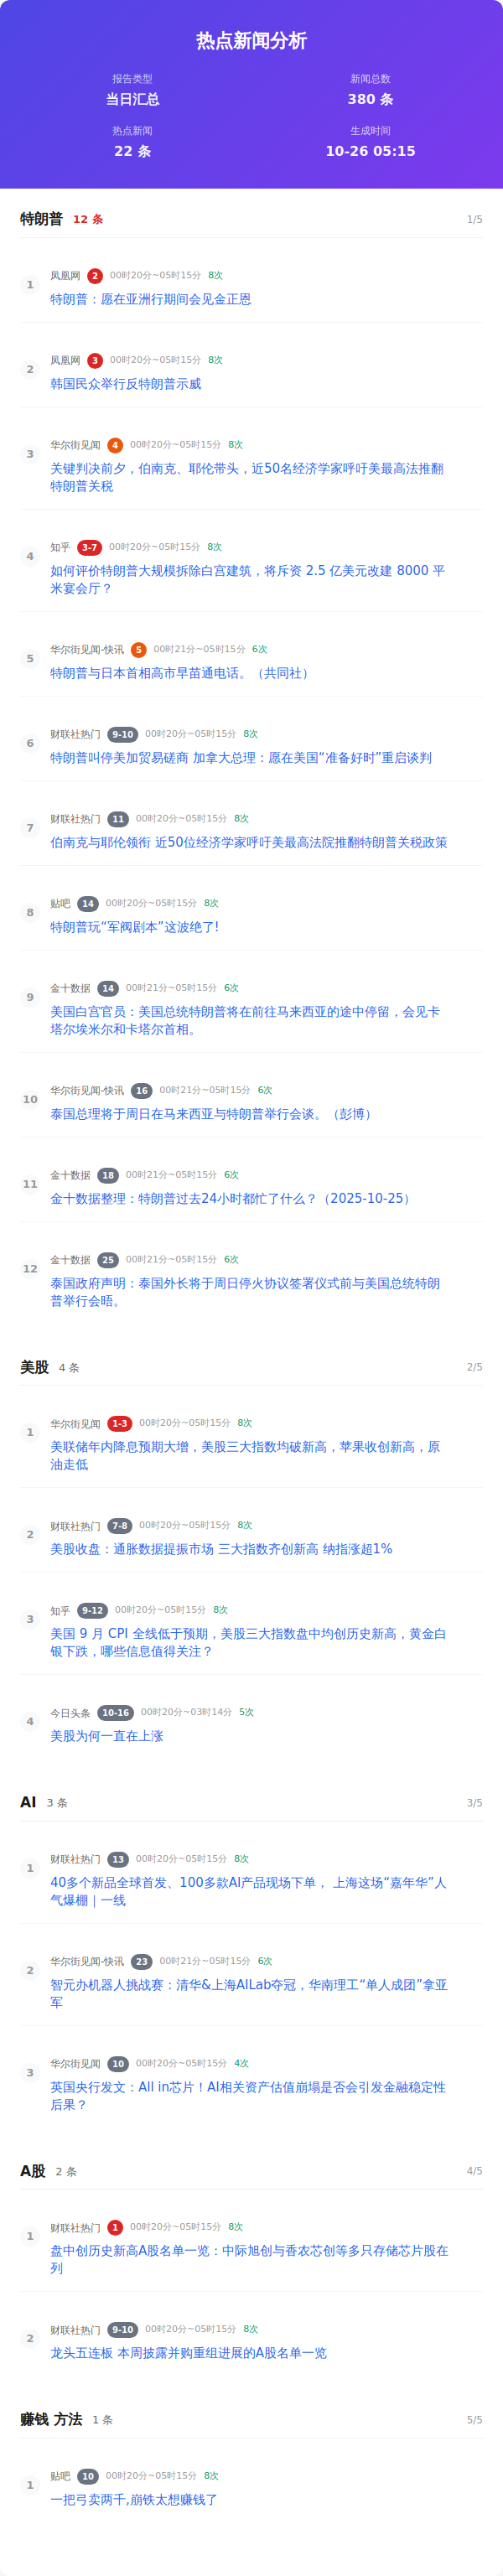 热点新闻分析
报告类型 新闻总数
当日汇总 380 条
热点新闻 生成时间
22 条 10-26 05:15
特朗普 12 条 1/5
1 凤凰网 2 00时20分~05时15分 8次
特朗普：愿在亚洲行期间会见金正恩
2 凤凰网 3 00时20分~05时15分 8次
韩国民众举行反特朗普示威
3 华尔街见闻 4 00时20分~05时15分 8次
关键判决前夕，伯南克、耶伦带头，近50名经济学家呼吁美最高法推翻
特朗普关税
4 知乎 3-7 00时20分~05时15分 8次
如何评价特朗普大规模拆除白宫建筑，将斥资 2.5 亿美元改建 8000 平
米宴会厅？
5 华尔街见闻-快讯 5 00时21分~05时15分 6次
特朗普与日本首相高市早苗通电话。（共同社）
6 财联社热门 9-10 00时20分~05时15分 8次
特朗普叫停美加贸易磋商 加拿大总理：愿在美国“准备好时”重启谈判
7 财联社热门 11 00时20分~05时15分 8次
伯南克与耶伦领衔 近50位经济学家呼吁美最高法院推翻特朗普关税政策
8 贴吧 14 00时20分~05时15分 8次
特朗普玩“军阀剧本”这波绝了!
9 金十数据 14 00时21分~05时15分 6次
美国白宫官员：美国总统特朗普将在前往马来西亚的途中停留，会见卡
塔尔埃米尔和卡塔尔首相。
10 华尔街见闻-快讯 16 00时21分~05时15分 6次
泰国总理将于周日在马来西亚与特朗普举行会谈。（彭博）
11 金十数据 18 00时21分~05时15分 6次
金十数据整理：特朗普过去24小时都忙了什么？（2025-10-25）
12 金十数据 25 00时21分~05时15分 6次
泰国政府声明：泰国外长将于周日停火协议签署仪式前与美国总统特朗
普举行会晤。
美股 4 条 2/5
1 华尔街见闻 1-3 00时20分~05时15分 8次
美联储年内降息预期大增，美股三大指数均破新高，苹果收创新高，原
油走低
2 财联社热门 7-8 00时20分~05时15分 8次
美股收盘：通胀数据提振市场 三大指数齐创新高 纳指涨超1%
3 知乎 9-12 00时20分~05时15分 8次
美国 9 月 CPI 全线低于预期，美股三大指数盘中均创历史新高，黄金白
银下跌，哪些信息值得关注？
4 今日头条 10-16 00时20分~03时14分 5次
美股为何一直在上涨
AI 3 条 3/5
1 财联社热门 13 00时20分~05时15分 8次
40多个新品全球首发、100多款AI产品现场下单， 上海这场“嘉年华”人
气爆棚｜一线
2 华尔街见闻-快讯 23 00时21分~05时15分 6次
智元办机器人挑战赛：清华&上海AILab夺冠，华南理工“单人成团”拿亚
军
3 华尔街见闻 10 00时20分~05时15分 4次
英国央行发文：All in芯片！AI相关资产估值崩塌是否会引发金融稳定性
后果？
A股 2 条 4/5
1 财联社热门 1 00时20分~05时15分 8次
盘中创历史新高A股名单一览：中际旭创与香农芯创等多只存储芯片股在
列
2 财联社热门 9-10 00时20分~05时15分 8次
龙头五连板 本周披露并购重组进展的A股名单一览
赚钱 方法 1 条 5/5
1 贴吧 10 00时20分~05时15分 8次
一把弓卖两千,崩铁太想赚钱了